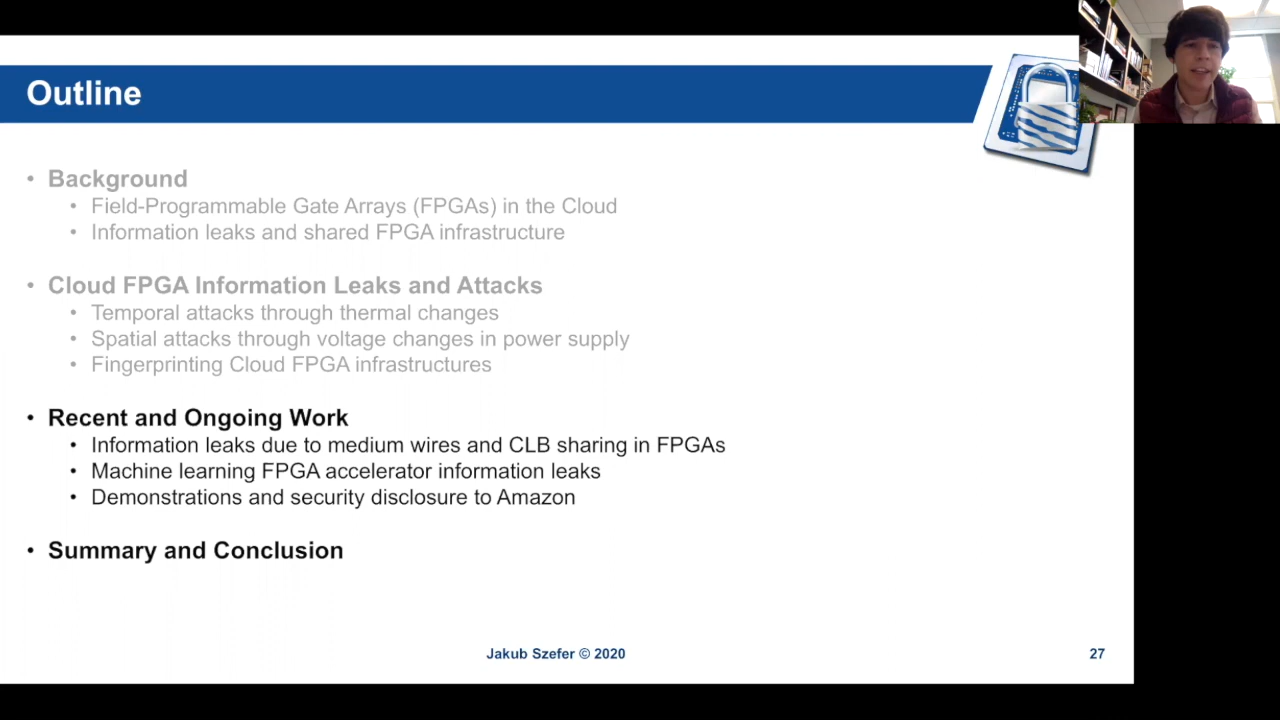 Outline
• Background
• Field-Programmable Gate Arrays (FPGAs) in the Cloud
• Information leaks and shared FPGA infrastructure
• Cloud FPGA Information Leaks and Attacks
• Temporal attacks through thermal changes
• Spatial attacks through voltage changes in power supply
• Fingerprinting Cloud FPGA infrastructures
• Recent and Ongoing Work
• Information leaks due to medium wires and CLB sharing in FPGAs
• Machine learning FPGA accelerator information leaks
• Demonstrations and security disclosure to Amazon
• Summary and Conclusion
Jakub Szefer © 2020
27